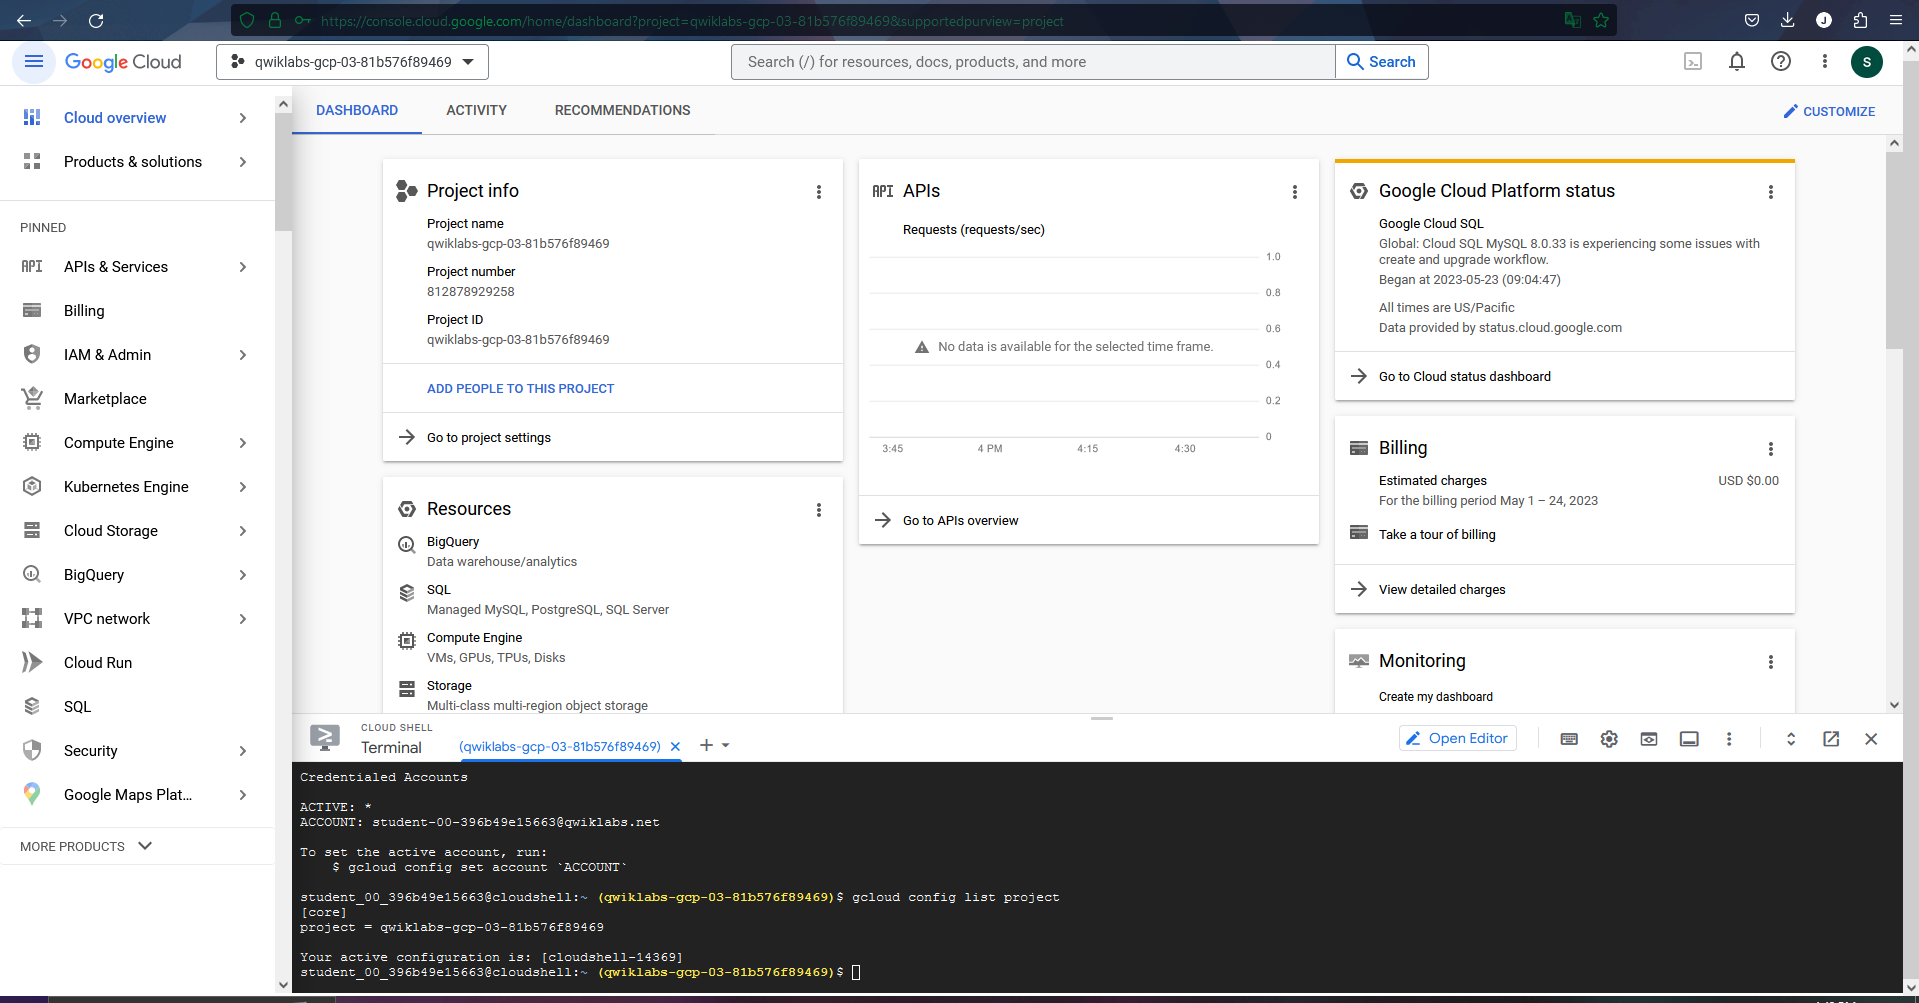 https://console.cloud.google.com/home/dashboard?project=qwiklabs-gcp-03-81b576f89469&supportedpurview=project
J
Google Cloud
qwiklabs-gcp-03-81b576f89469
Search (/) for resources, docs, products, and more
Search
S
Cloud overview
Products & solutions
PINNED
API APIs & Services
Billing
IAM & Admin
Marketplace
Compute Engine
Kubernetes Engine
Cloud Storage
BigQuery
VPC network
Cloud Run
SQL
Security
Google Maps Plat...
MORE PRODUCTS
DASHBOARD
ACTIVITY
RECOMMENDATIONS
CUSTOMIZE
Project info
Project name
qwiklabs-gcp-03-81b576f89469
Project number
812878929258
Project ID
qwiklabs-gcp-03-81b576f89469
ADD PEOPLE TO THIS PROJECT
Go to project settings
Resources
BigQuery
Data warehouse/analytics
SQL
Managed MySQL, PostgreSQL, SQL Server
Compute Engine
VMs, GPUs, TPUs, Disks
Storage
Multi-class multi-region object storage
API APIs
Requests (requests/sec)
1.0
0.8
0.6
No data is available for the selected time frame.
0.4
0.2
0
3:45 4 PM 4:15 4:30
Go to APIs overview
Google Cloud Platform status
Google Cloud SQL
Global: Cloud SQL MySQL 8.0.33 is experiencing some issues with
create and upgrade workflow.
Began at 2023-05-23 (09:04:47)
All times are US/Pacific
Data provided by status.cloud.google.com
Go to Cloud status dashboard
Billing
Estimated charges USD $0.00
For the billing period May 1 – 24, 2023
Take a tour of billing
View detailed charges
Monitoring
Create my dashboard
CLOUD SHELL
Terminal
(qwiklabs-gcp-03-81b576f89469)
Open Editor
Credentialed Accounts
ACTIVE: *
ACCOUNT: student-00-396b49e15663@qwiklabs.net
To set the active account, run:
$ gcloud config set account `ACCOUNT`
student_00_396b49e15663@cloudshell:~ (qwiklabs-gcp-03-81b576f89469)$ gcloud config list project
[core]
project = qwiklabs-gcp-03-81b576f89469
Your active configuration is: [cloudshell-14369]
student_00_396b49e15663@cloudshell:~ (qwiklabs-gcp-03-81b576f89469)$